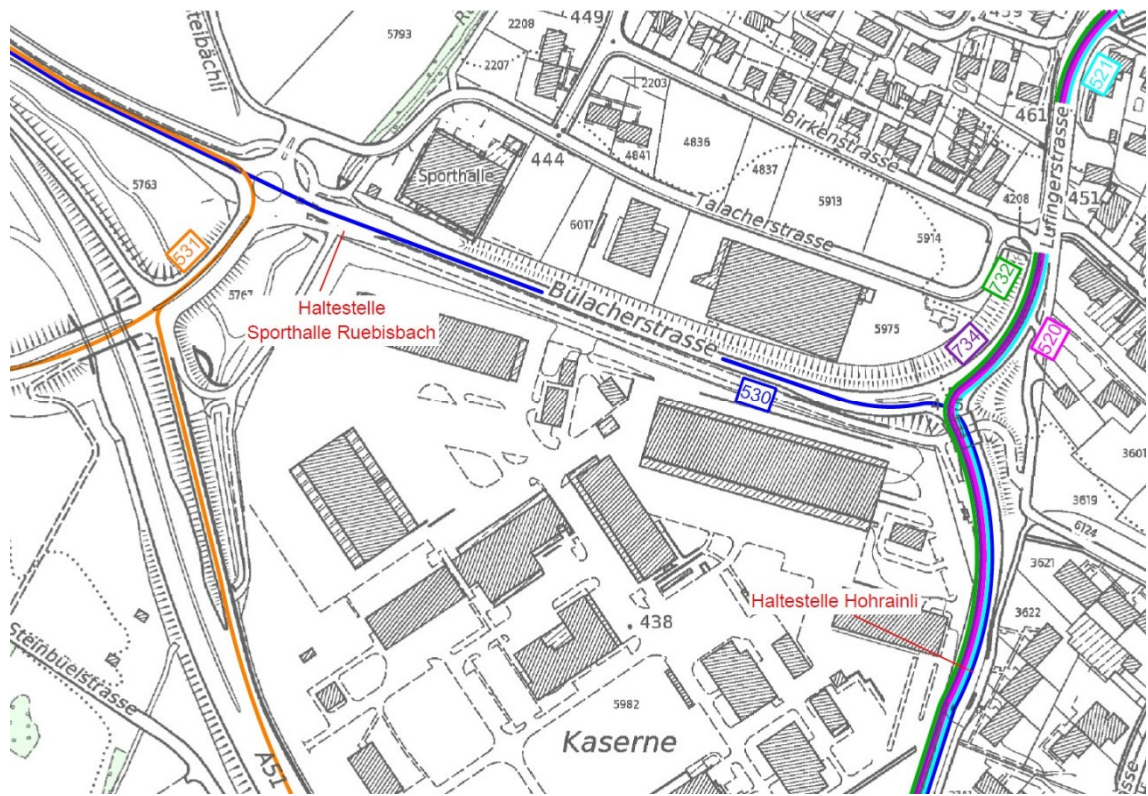 5793
2208
449
2207
2203
461
521
Birkenstrasse
4836
4841
444
4837
Sporthalle
4208
451
Lufingerstrasse
5763
5913
Talacherstrasse
6017
5914
531
732
5767
Haltestelle
Sporthalle Ruebisbach
Bülacherstrasse
5975
734
520
530
3601
3619
6124
3621
Haltestelle Hohrainli
3622
438
Steinbüelstrasse
5982
Kaserne
A51